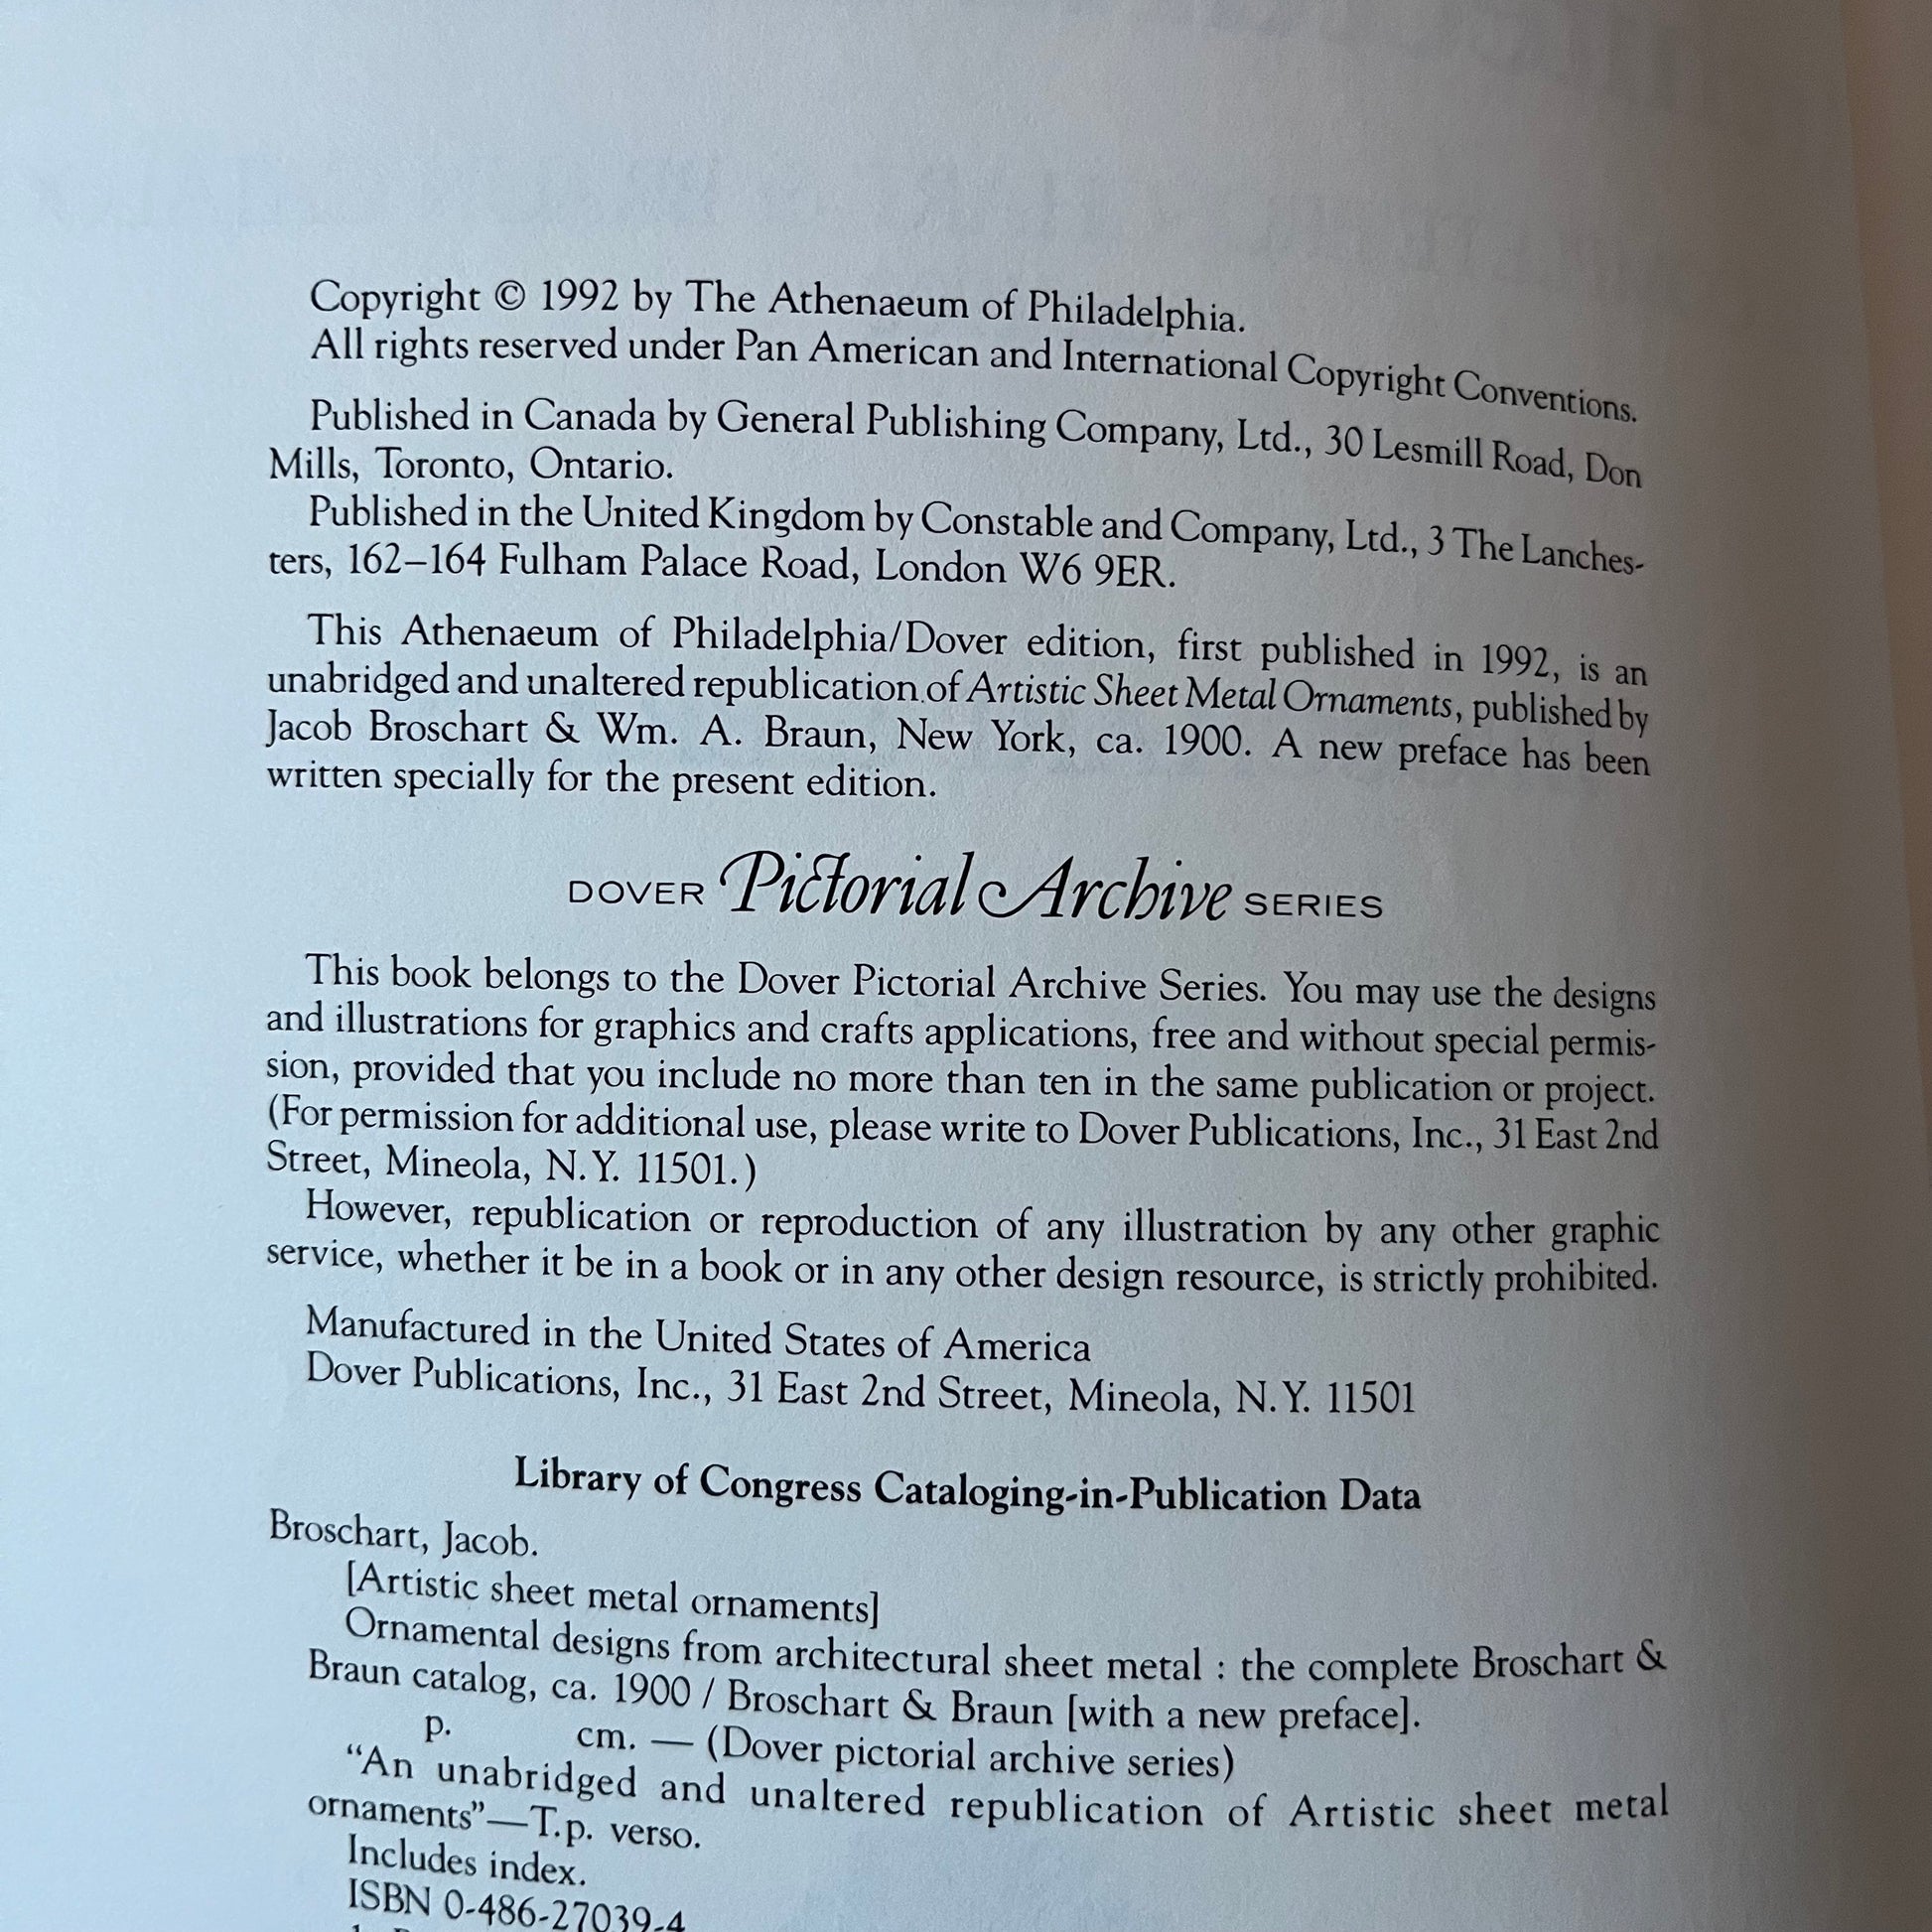 Copyright © 1992 by The Athenaeum of Philadelphia.
All rights reserved under Pan American and International Copyright Conventions.
Published in Canada by General Publishing Company, Ltd., 30 Lesmill Road, Don
Mills, Toronto, Ontario.
Published in the United Kingdom by Constable and Company, Ltd., 3 The Lanches-
ters, 162–164 Fulham Palace Road, London W6 9ER.
This Athenaeum of Philadelphia/Dover edition, first published in 1992, is an
unabridged and unaltered republication of Artistic Sheet Metal Ornaments, published by
Jacob Broschart & Wm. A. Braun, New York, ca. 1900. A new preface has been
written specially for the present edition.
DOVER Pictorial Archive SERIES
This book belongs to the Dover Pictorial Archive Series. You may use the designs
and illustrations for graphics and crafts applications, free and without special permis-
sion, provided that you include no more than ten in the same publication or project.
(For permission for additional use, please write to Dover Publications, Inc., 31 East 2nd
Street, Mineola, N.Y. 11501.)
However, republication or reproduction of any illustration by any other graphic
service, whether it be in a book or in any other design resource, is strictly prohibited.
Manufactured in the United States of America
Dover Publications, Inc., 31 East 2nd Street, Mineola, N.Y. 11501
Library of Congress Cataloging-in-Publication Data
Broschart, Jacob.
[Artistic sheet metal ornaments]
Ornamental designs from architectural sheet metal : the complete Broschart &
Braun catalog, ca. 1900 / Broschart & Braun [with a new preface].
p. cm. — (Dover pictorial archive series)
“An unabridged and unaltered republication of Artistic sheet metal
ornaments”—T.p. verso.
Includes index.
ISBN 0-486-27039-4